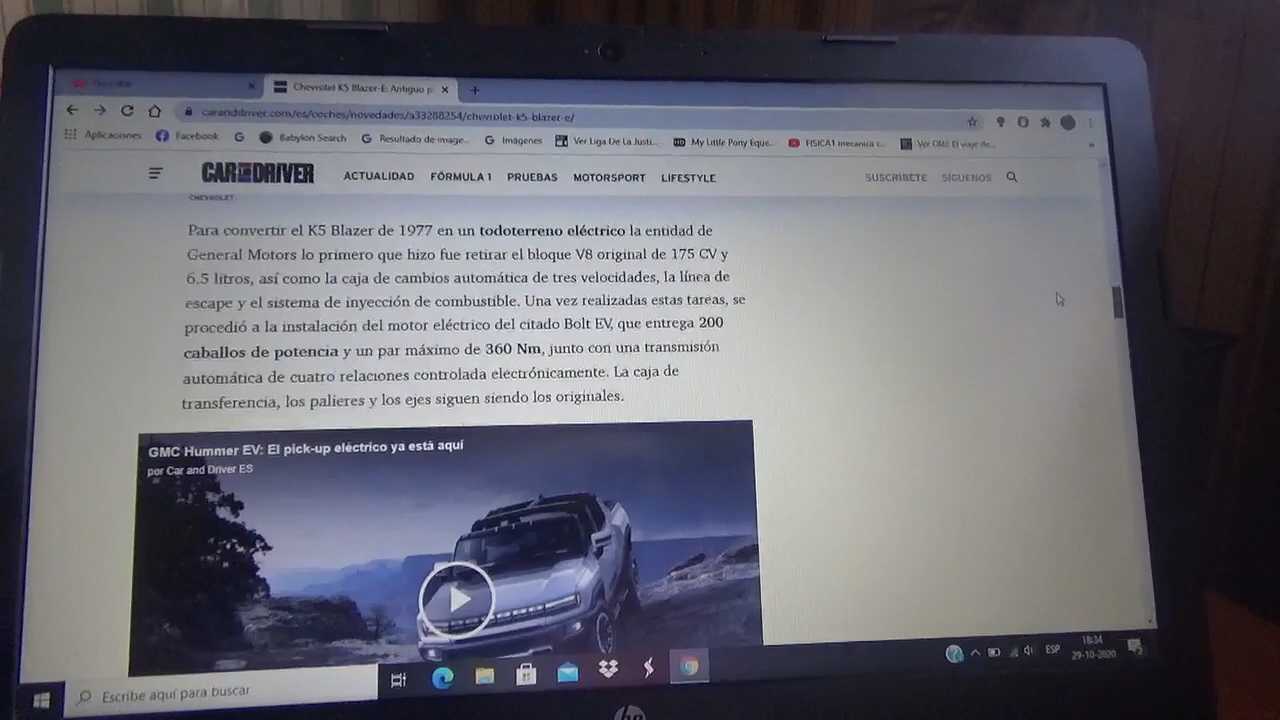 Chevrolet K5 Blazer-E: Antiguo p
caranddriver.com/es/coches/novedades/a33288254/chevrolet-k5-blazer-e/
Aplicaciones Facebook Babylon Search Resultado de image... Imágenes Ver Liga De La Justi... My Little Pony Eque... FISICA1 mecanica c...
CAR AND DRIVER ACTUALIDAD FÓRMULA 1 PRUEBAS MOTORSPORT LIFESTYLE SUSCRÍBETE SÍGUENOS
CHEVROLET
Para convertir el K5 Blazer de 1977 en un todoterreno eléctrico la entidad de
General Motors lo primero que hizo fue retirar el bloque V8 original de 175 CV y
6.5 litros, así como la caja de cambios automática de tres velocidades, la línea de
escape y el sistema de inyección de combustible. Una vez realizadas estas tareas, se
procedió a la instalación del motor eléctrico del citado Bolt EV, que entrega 200
caballos de potencia y un par máximo de 360 Nm, junto con una transmisión
automática de cuatro relaciones controlada electrónicamente. La caja de
transferencia, los palieres y los ejes siguen siendo los originales.
GMC Hummer EV: El pick-up eléctrico ya está aquí
por Car and Driver ES
Escribe aquí para buscar
ESP
18:34
29-10-2020
hp